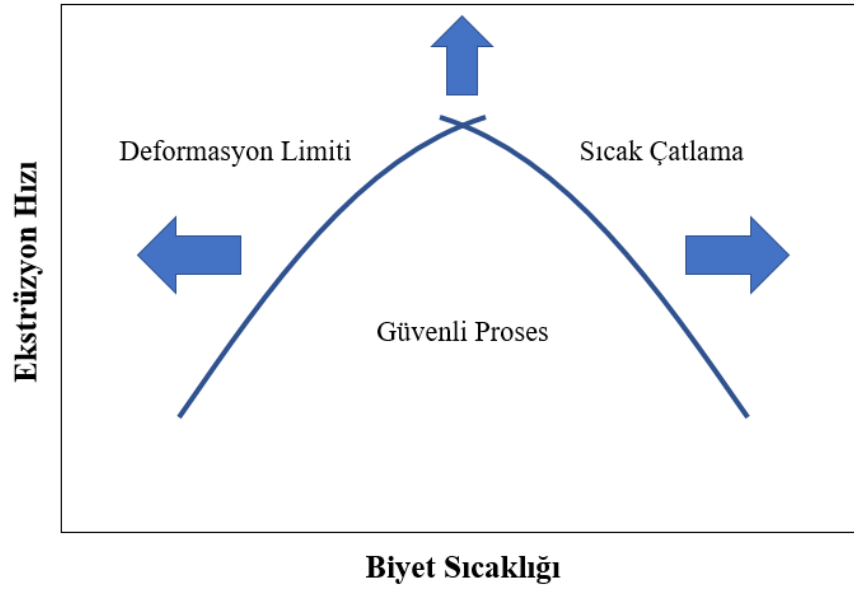 Deformasyon Limiti
Sıcak Çatlama
Güvenli Proses
Ekstrüzyon Hızı
Biyet Sıcaklığı